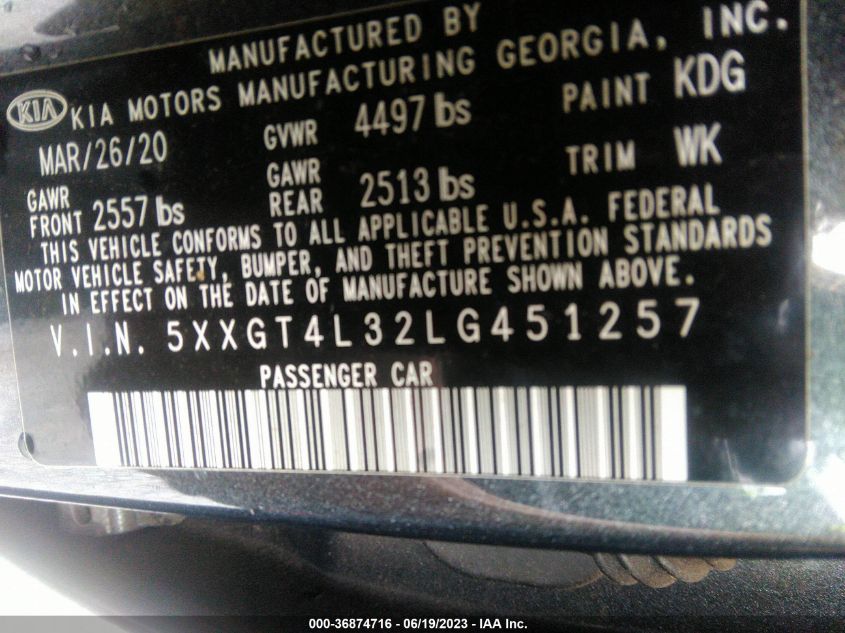 MANUFACTURED BY
KIA KIA MOTORS MANUFACTURING GEORGIA, INC.
MAR/26/20 GVWR 4497 lbs PAINT KDG
GAWR FRONT 2557 lbs GAWR REAR 2513 lbs TRIM WK
THIS VEHICLE CONFORMS TO ALL APPLICABLE U.S.A. FEDERAL
MOTOR VEHICLE SAFETY, BUMPER, AND THEFT PREVENTION STANDARDS
IN EFFECT ON THE DATE OF MANUFACTURE SHOWN ABOVE.
V.I.N. 5XXGT4L32LG451257
PASSENGER CAR
000-36874716 - 06/19/2023 - IAA Inc.